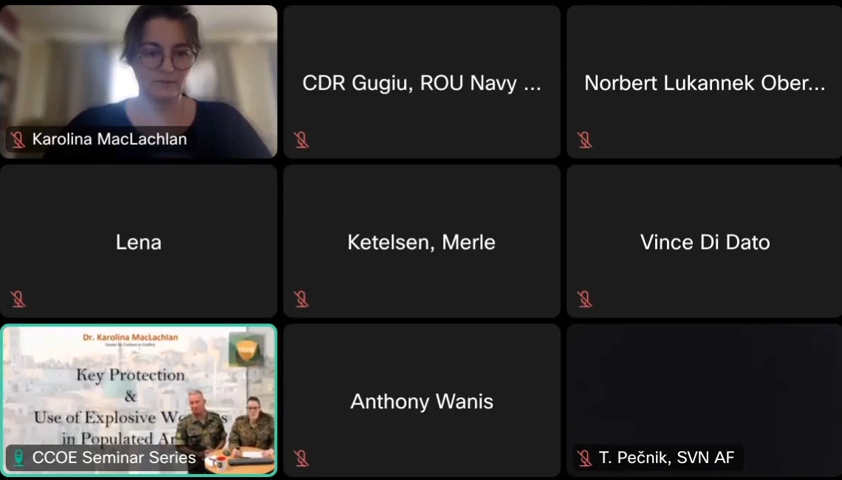 Karolina MacLachlan
CDR Gugiu, ROU Navy ...
Norbert Lukannek Ober...
Lena
Ketelsen, Merle
Vince Di Dato
Dr. Karolina MacLachlan
Key Protection
&
Use of Explosive We
in Populated Ar
CCOE Seminar Series
Anthony Wanis
T. Pečnik, SVN AF